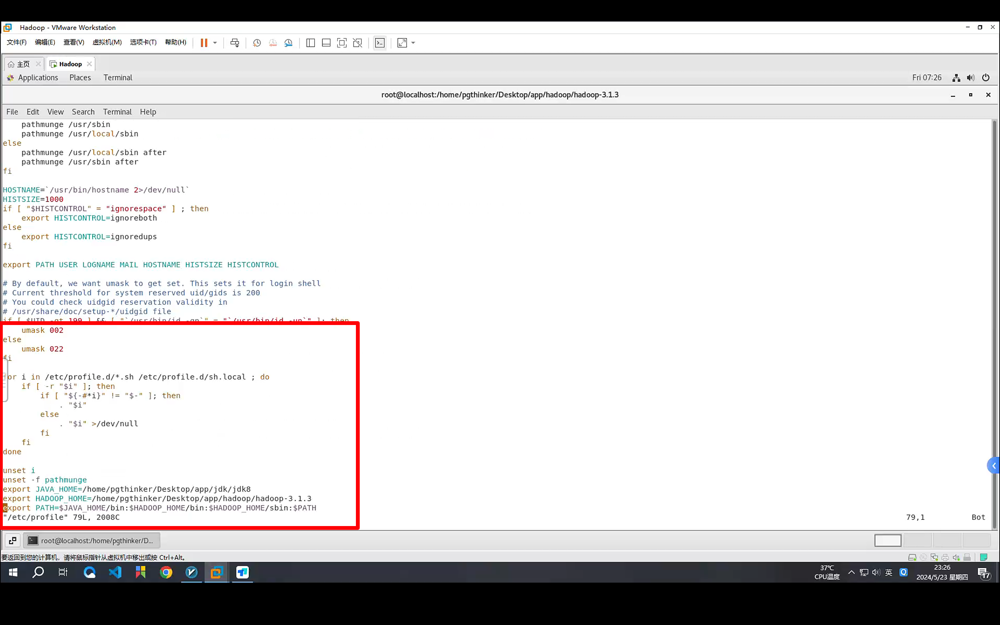 Hadoop - VMware Workstation
文件(F) 编辑(E) 查看(V) 虚拟机(M) 选项卡(T) 帮助(H)
主页 Hadoop
Applications Places Terminal Fri 07:26
root@localhost:/home/pgthinker/Desktop/app/hadoop/hadoop-3.1.3
File Edit View Search Terminal Help
    pathmunge /usr/sbin
    pathmunge /usr/local/sbin
else
    pathmunge /usr/local/sbin after
    pathmunge /usr/sbin after
fi
HOSTNAME=`/usr/bin/hostname 2>/dev/null`
HISTSIZE=1000
if [ "$HISTCONTROL" = "ignorespace" ] ; then
    export HISTCONTROL=ignoreboth
else
    export HISTCONTROL=ignoredups
fi
export PATH USER LOGNAME MAIL HOSTNAME HISTSIZE HISTCONTROL
# By default, we want umask to get set. This sets it for login shell
# Current threshold for system reserved uid/gids is 200
# You could check uidgid reservation validity in
# /usr/share/doc/setup-*/uidgid file
if [ $UID -gt 199 ] && [ "`/usr/bin/id -gn`" = "`/usr/bin/id -un`" ]; then
    umask 002
else
    umask 022
fi
for i in /etc/profile.d/*.sh /etc/profile.d/sh.local ; do
    if [ -r "$i" ]; then
        if [ "${-#*i}" != "$-" ]; then
            . "$i"
        else
            . "$i" >/dev/null
        fi
    fi
done
unset i
unset -f pathmunge
export JAVA_HOME=/home/pgthinker/Desktop/app/jdk/jdk8
export HADOOP_HOME=/home/pgthinker/Desktop/app/hadoop/hadoop-3.1.3
export PATH=$JAVA_HOME/bin:$HADOOP_HOME/bin:$HADOOP_HOME/sbin:$PATH
"/etc/profile" 79L, 2008C 79,1 Bot
root@localhost:/home/pgthinker/D...
要返回到您的计算机，请将鼠标指针从虚拟机中移出或按 Ctrl+Alt。
37℃
CPU温度
英
23:26
2024/5/23 星期四
17